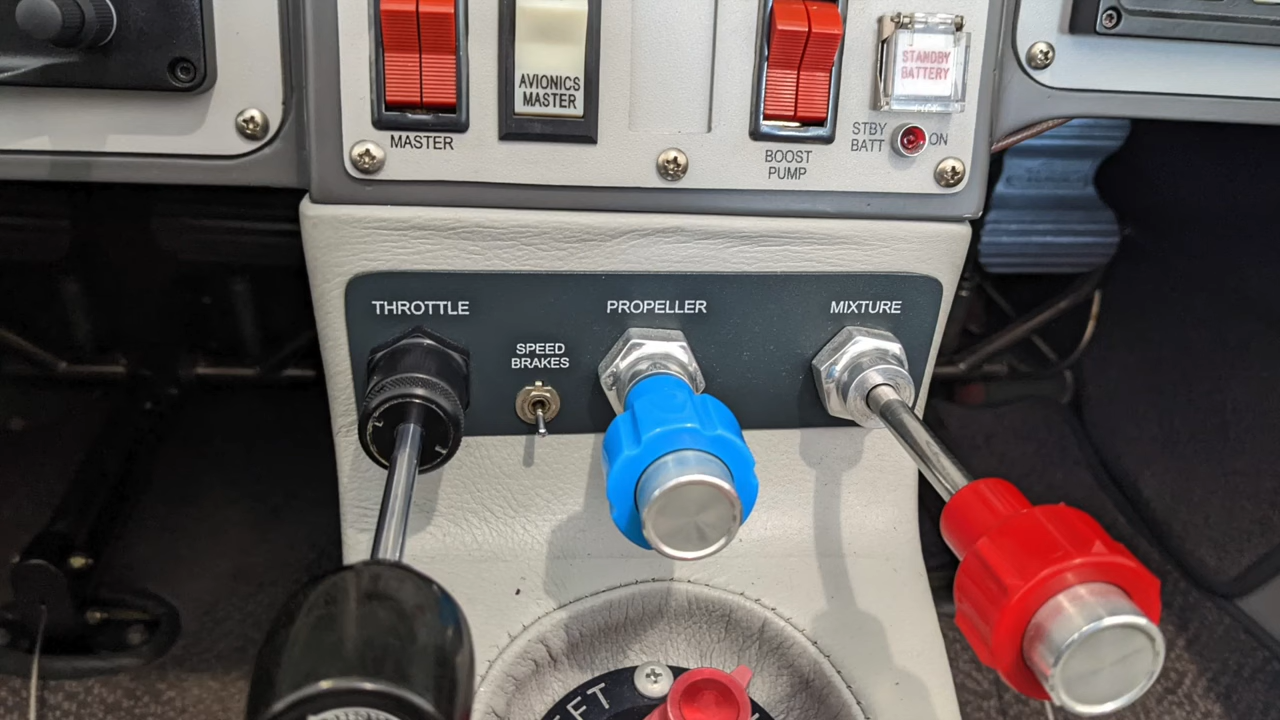 AVIONICS
MASTER
STANDBY
BATTERY
MASTER
BOOST
PUMP
STBY
BATT
ON
THROTTLE
SPEED
BRAKES
PROPELLER
MIXTURE